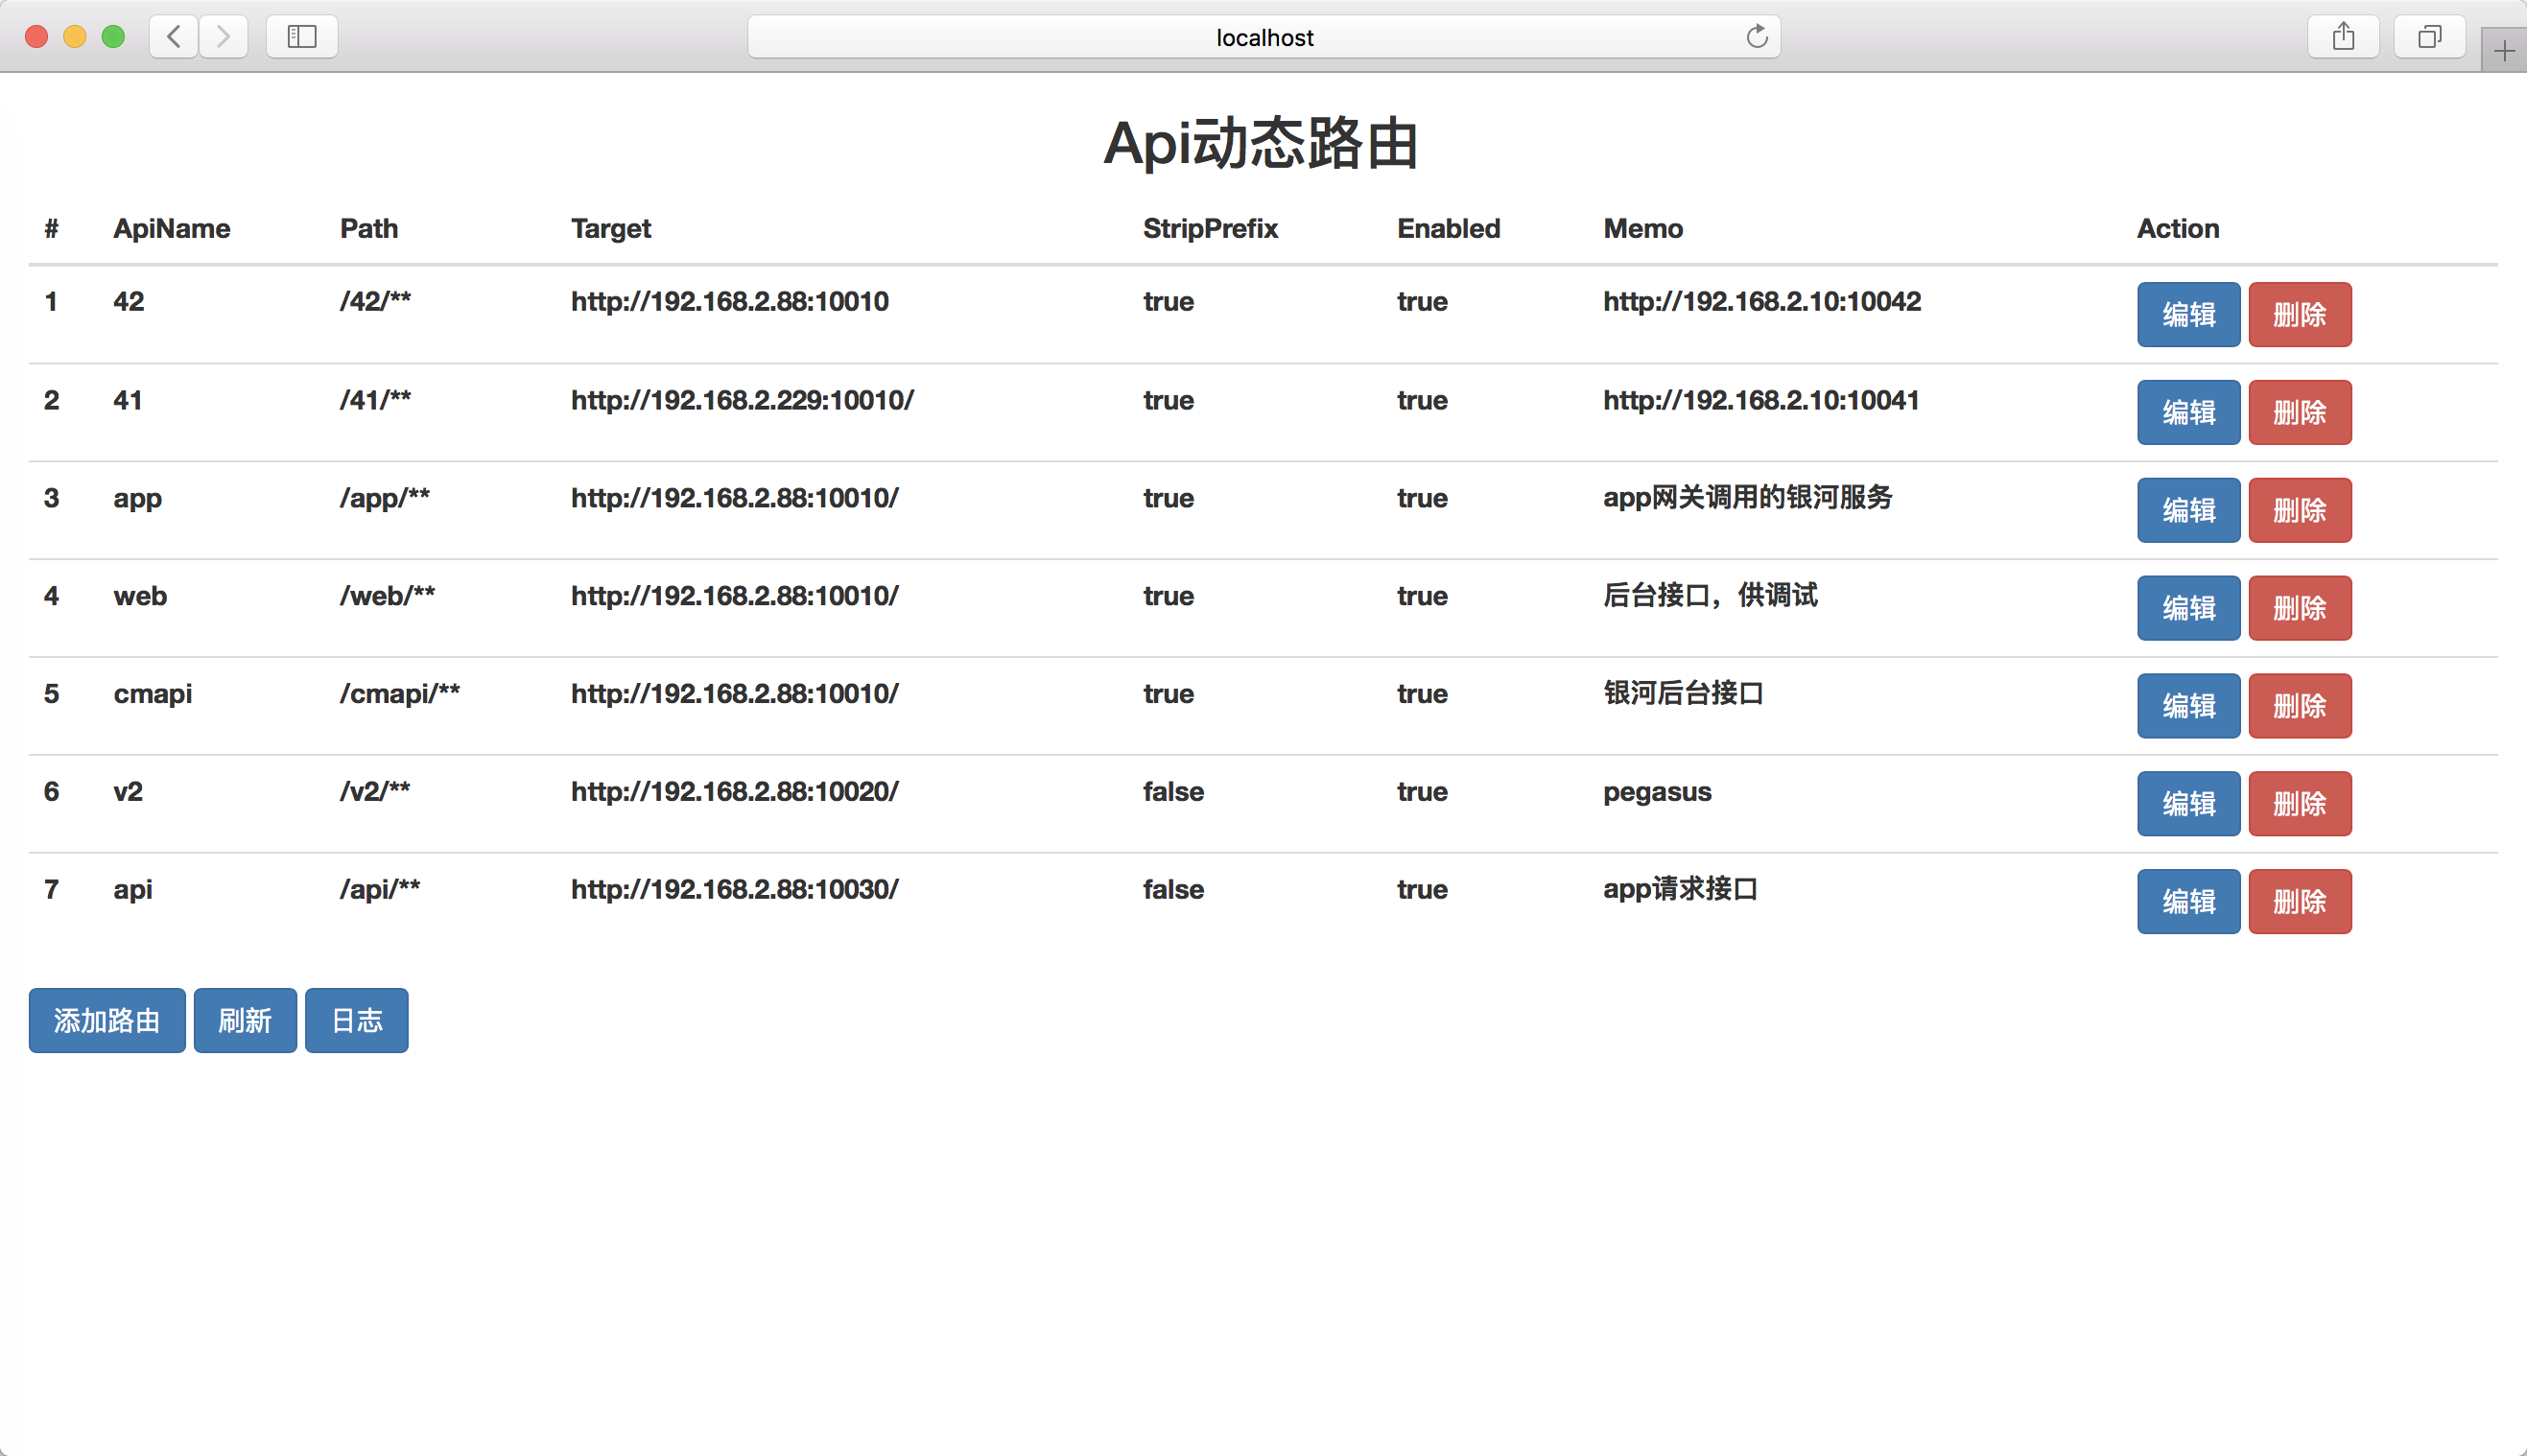 localhost
Api动态路由
# ApiName Path Target StripPrefix Enabled Memo Action
1 42 /42/** http://192.168.2.88:10010 true true http://192.168.2.10:10042 编辑 删除
2 41 /41/** http://192.168.2.229:10010/ true true http://192.168.2.10:10041 编辑 删除
3 app /app/** http://192.168.2.88:10010/ true true app网关调用的银河服务 编辑 删除
4 web /web/** http://192.168.2.88:10010/ true true 后台接口，供调试 编辑 删除
5 cmapi /cmapi/** http://192.168.2.88:10010/ true true 银河后台接口 编辑 删除
6 v2 /v2/** http://192.168.2.88:10020/ false true pegasus 编辑 删除
7 api /api/** http://192.168.2.88:10030/ false true app请求接口 编辑 删除
添加路由 刷新 日志